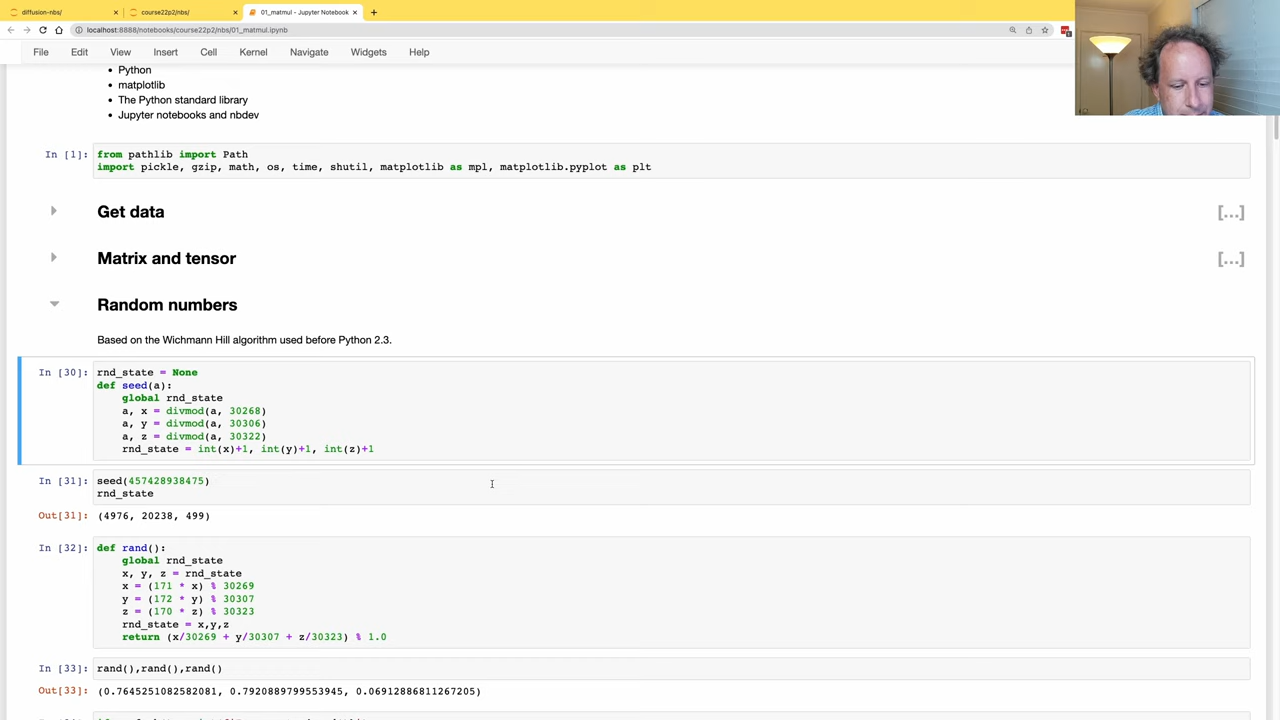 diffusion-nbs/
course22p2/nbs/
01_matmul - Jupyter Notebook
localhost:8888/notebooks/course22p2/nbs/01_matmul.ipynb
File Edit View Insert Cell Kernel Navigate Widgets Help
• Python
• matplotlib
• The Python standard library
• Jupyter notebooks and nbdev
In [1]: from pathlib import Path
import pickle, gzip, math, os, time, shutil, matplotlib as mpl, matplotlib.pyplot as plt
Get data [...]
Matrix and tensor [...]
Random numbers
Based on the Wichmann Hill algorithm used before Python 2.3.
In [30]: rnd_state = None
def seed(a):
    global rnd_state
    a, x = divmod(a, 30268)
    a, y = divmod(a, 30306)
    a, z = divmod(a, 30322)
    rnd_state = int(x)+1, int(y)+1, int(z)+1
In [31]: seed(457428938475)
rnd_state
Out[31]: (4976, 20238, 499)
In [32]: def rand():
    global rnd_state
    x, y, z = rnd_state
    x = (171 * x) % 30269
    y = (172 * y) % 30307
    z = (170 * z) % 30323
    rnd_state = x,y,z
    return (x/30269 + y/30307 + z/30323) % 1.0
In [33]: rand(),rand(),rand()
Out[33]: (0.7645251082582081, 0.7920889799553945, 0.06912886811267205)